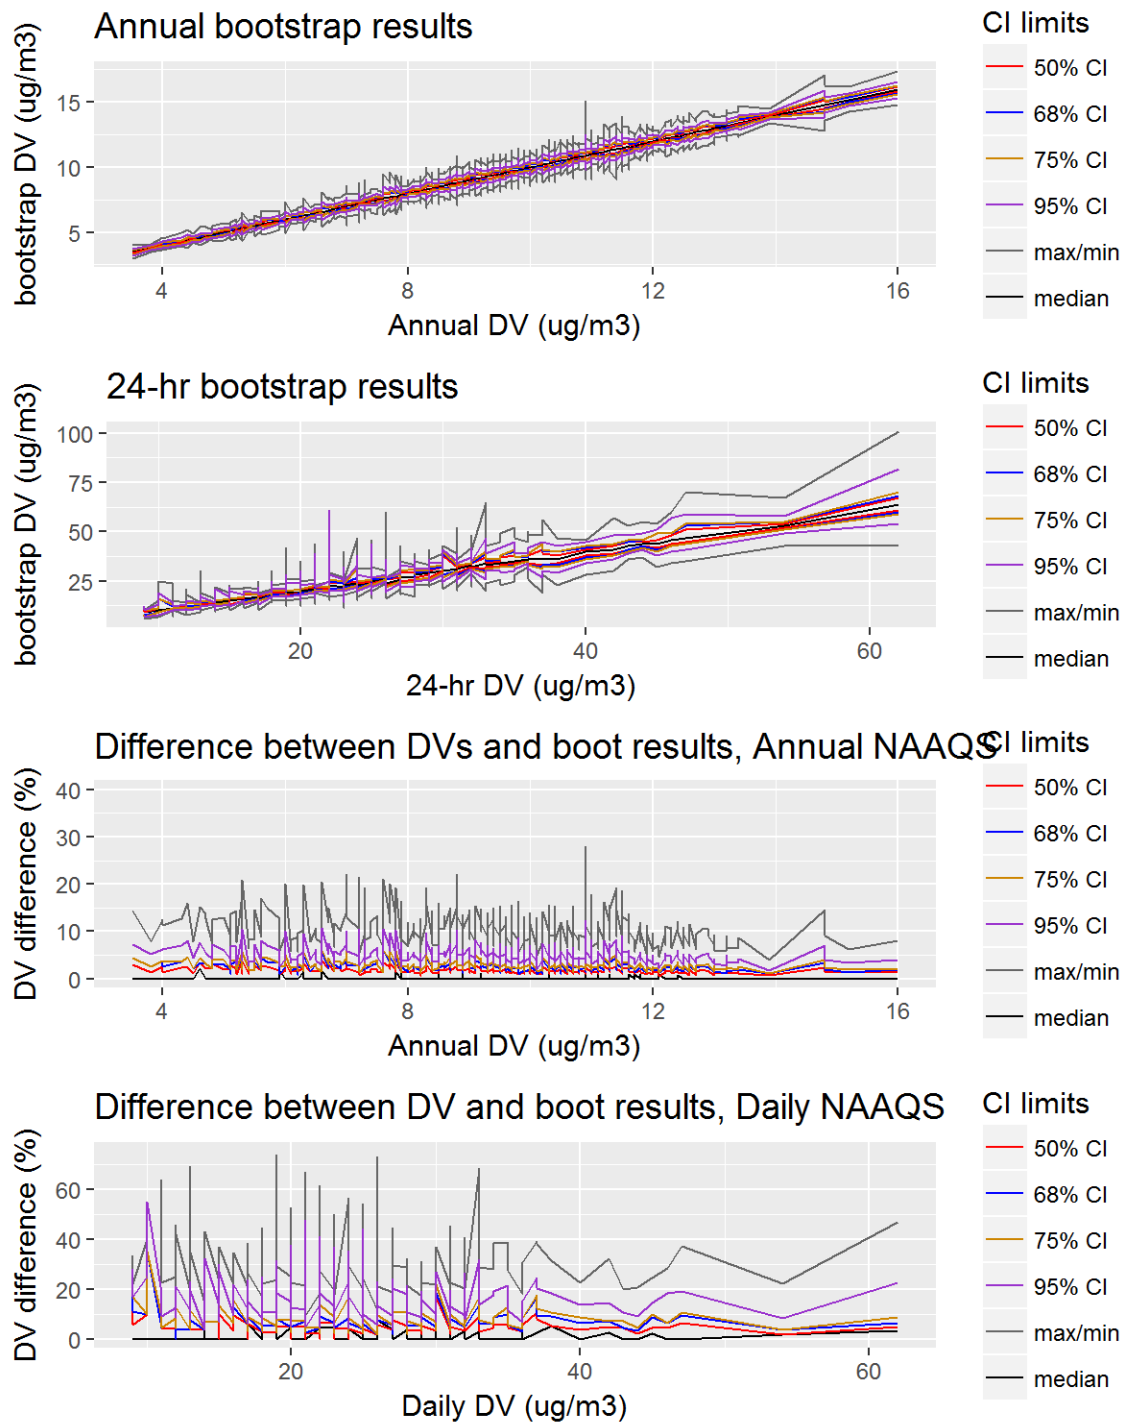 Annual bootstrap results
bootstrap DV (ug/m3)
15
10
5
4 8 12 16
Annual DV (ug/m3)
CI limits
50% CI
68% CI
75% CI
95% CI
max/min
median
24-hr bootstrap results
bootstrap DV (ug/m3)
100
75
50
25
20 40 60
24-hr DV (ug/m3)
CI limits
50% CI
68% CI
75% CI
95% CI
max/min
median
Difference between DVs and boot results, Annual NAAQS
DV difference (%)
40
30
20
10
0
4 8 12 16
Annual DV (ug/m3)
CI limits
50% CI
68% CI
75% CI
95% CI
max/min
median
Difference between DV and boot results, Daily NAAQS
DV difference (%)
60
40
20
0
20 40 60
Daily DV (ug/m3)
CI limits
50% CI
68% CI
75% CI
95% CI
max/min
median